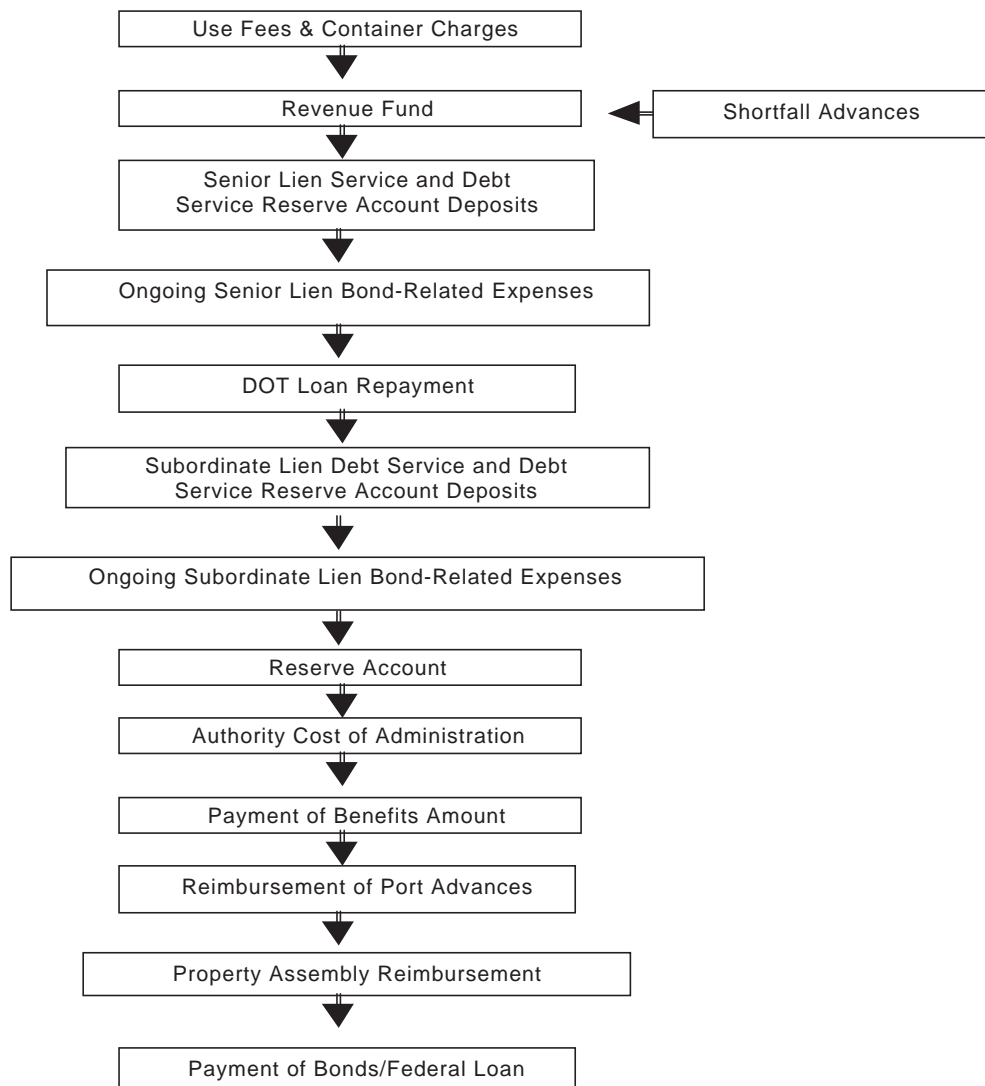 Use Fees & Container Charges
Revenue Fund
Shortfall Advances
Senior Lien Service and Debt
Service Reserve Account Deposits
Ongoing Senior Lien Bond-Related Expenses
DOT Loan Repayment
Subordinate Lien Debt Service and Debt
Service Reserve Account Deposits
Ongoing Subordinate Lien Bond-Related Expenses
Reserve Account
Authority Cost of Administration
Payment of Benefits Amount
Reimbursement of Port Advances
Property Assembly Reimbursement
Payment of Bonds/Federal Loan